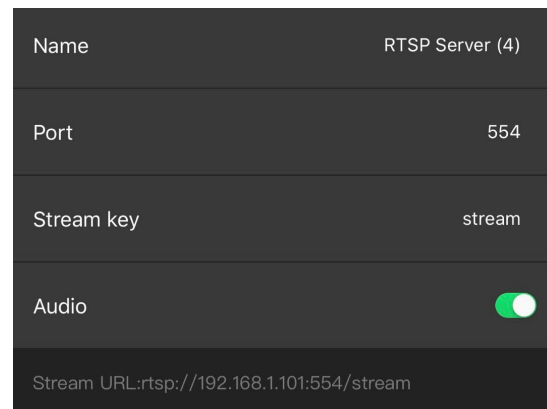 Name RTSP Server (4)
Port 554
Stream key stream
Audio
Stream URL:rtsp://192.168.1.101:554/stream